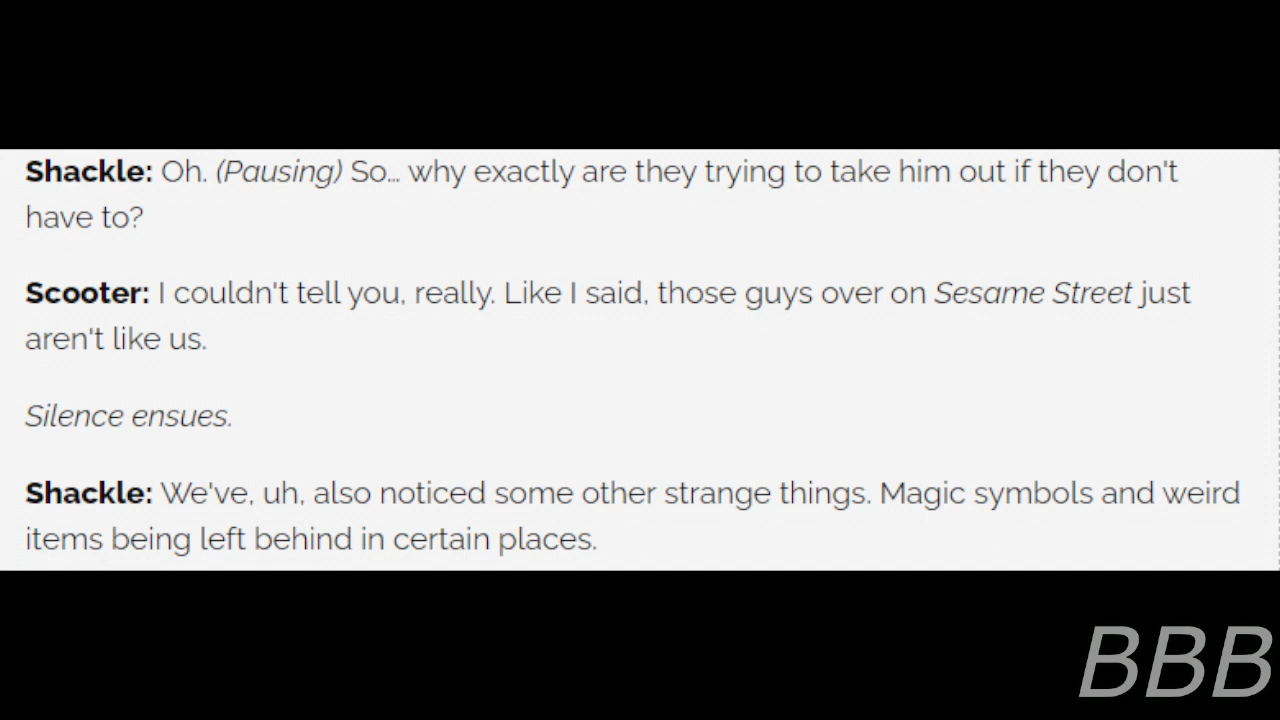 Shackle: Oh. (Pausing) So... why exactly are they trying to take him out if they don't
have to?
Scooter: I couldn't tell you, really. Like I said, those guys over on Sesame Street just
aren't like us.
Silence ensues.
Shackle: We've, uh, also noticed some other strange things. Magic symbols and weird
items being left behind in certain places.
BBB